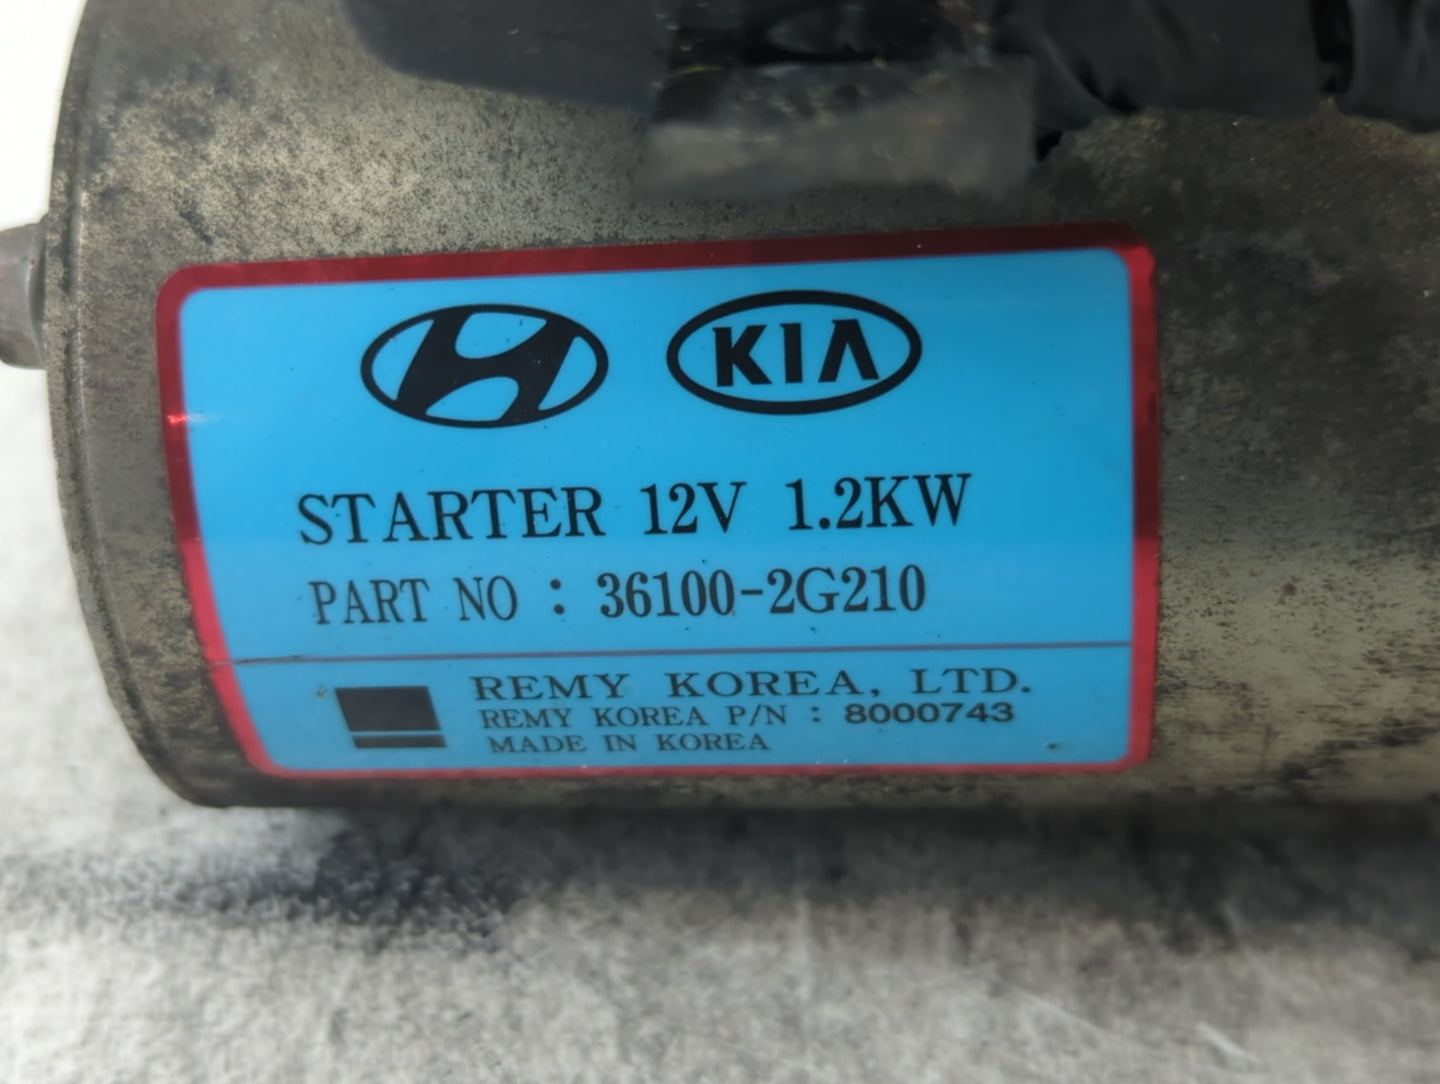 KIA
STARTER 12V 1.2KW
PART NO : 36100-2G210
REMY KOREA, LTD.
REMY KOREA P/N : 8000743
MADE IN KOREA